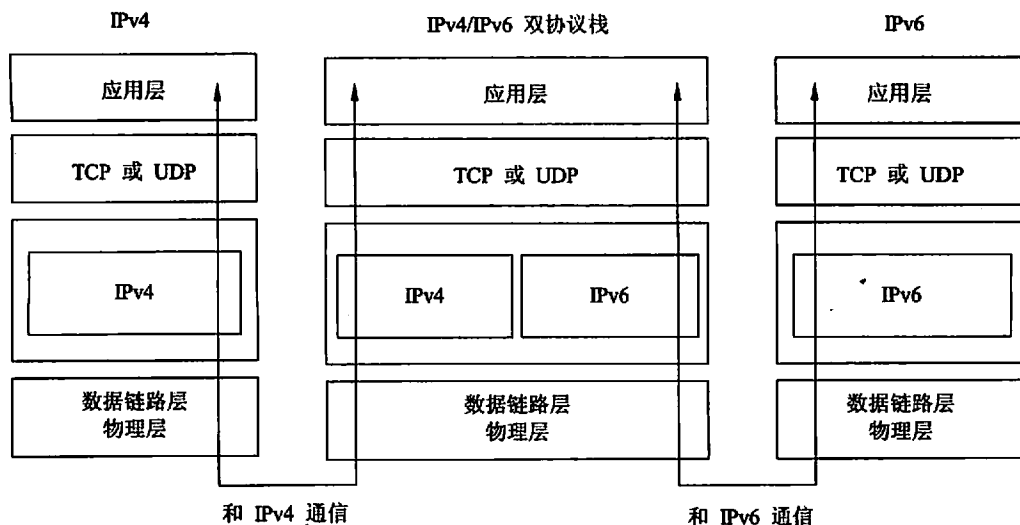 IPv4
IPv4/IPv6 双协议栈
IPv6
应用层
应用层
应用层
TCP 或 UDP
TCP 或 UDP
TCP 或 UDP
IPv4
IPv4
IPv6
IPv6
数据链路层
物理层
数据链路层
物理层
数据链路层
物理层
和 IPv4 通信
和 IPv6 通信